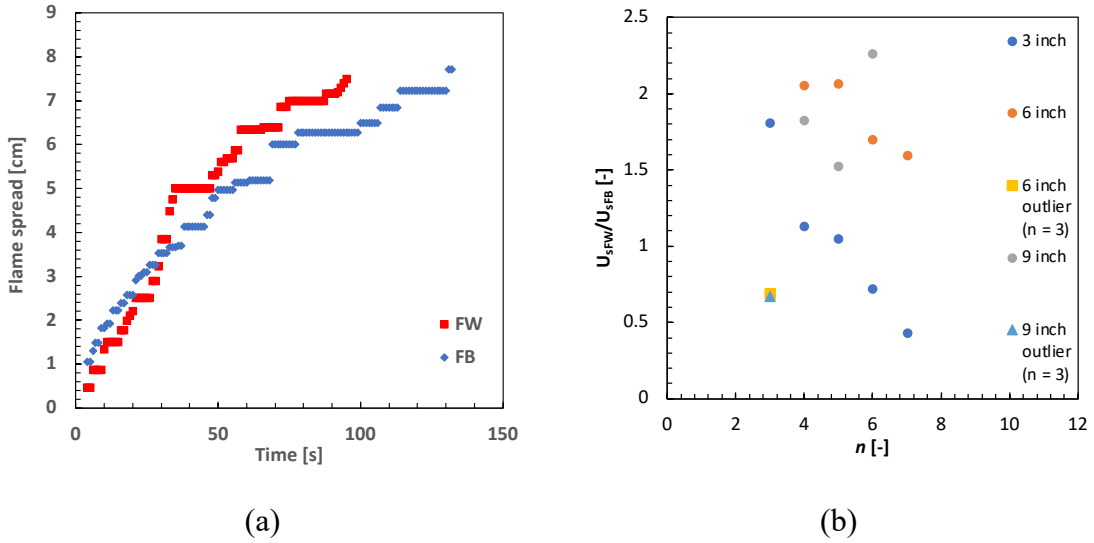 9
8
7
6
5
4
3
2
1
0
Flame spread [cm]
0
50
100
150
Time [s]
FW
FB
(a)
2.5
2
1.5
1
0.5
0
UsFW/UsFB [-]
0
2
4
6
8
10
12
n [-]
3 inch
6 inch
6 inch
outlier
(n = 3)
9 inch
9 inch
outlier
(n = 3)
(b)